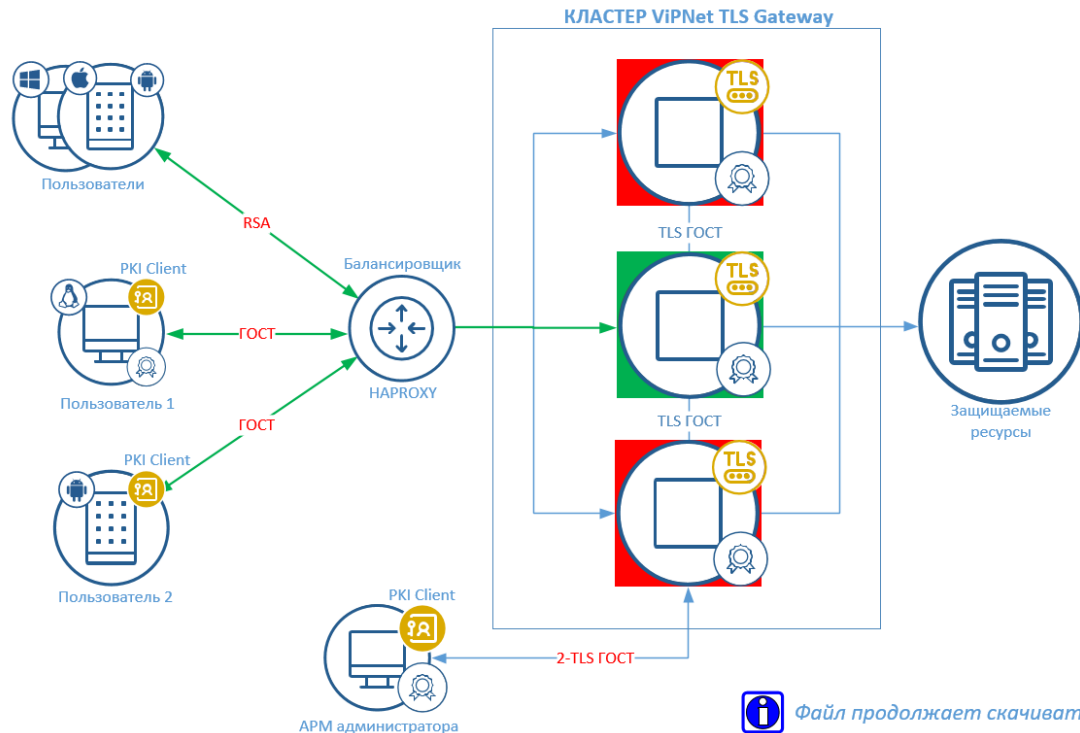 КЛАСТЕР ViPNet TLS Gateway
TLS
Пользователи
RSA
TLS ГОСТ
PKI Client
Балансировщик
TLS
ГОСТ
HAPROXY
Пользователь 1
Защищаемые
ресурсы
TLS ГОСТ
ГОСТ
PKI Client
TLS
Пользователь 2
PKI Client
2-TLS ГОСТ
АРМ администратора
Файл продолжает скачиват